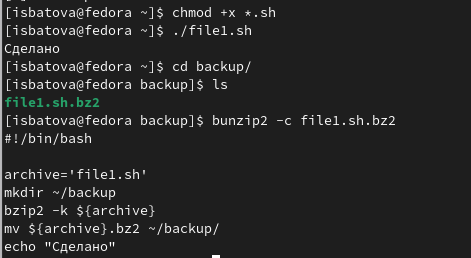 [isbatova@fedora ~]$ chmod +x *.sh
[isbatova@fedora ~]$ ./file1.sh
Сделано
[isbatova@fedora ~]$ cd backup/
[isbatova@fedora backup]$ ls
file1.sh.bz2
[isbatova@fedora backup]$ bunzip2 -c file1.sh.bz2
#!/bin/bash
archive='file1.sh'
mkdir ~/backup
bzip2 -k ${archive}
mv ${archive}.bz2 ~/backup/
echo "Сделано"